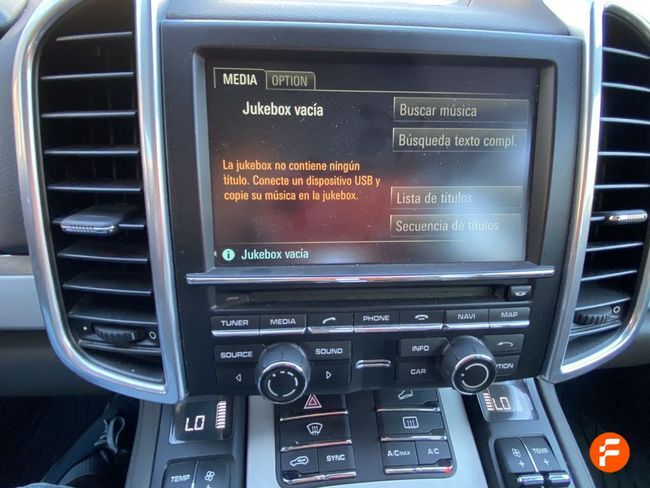 MEDIA OPTION
Jukebox vacía
Buscar música
Búsqueda texto compl.
La jukebox no contiene ningún
título. Conecte un dispositivo USB y
copie su música en la jukebox.
Lista de títulos
Secuencia de títulos
i Jukebox vacía
TUNER MEDIA PHONE NAVI MAP
SOURCE SOUND INFO
CAR OPTION
LO LO
SYNC
A/C MAX A/C
TEMP TEMP
F